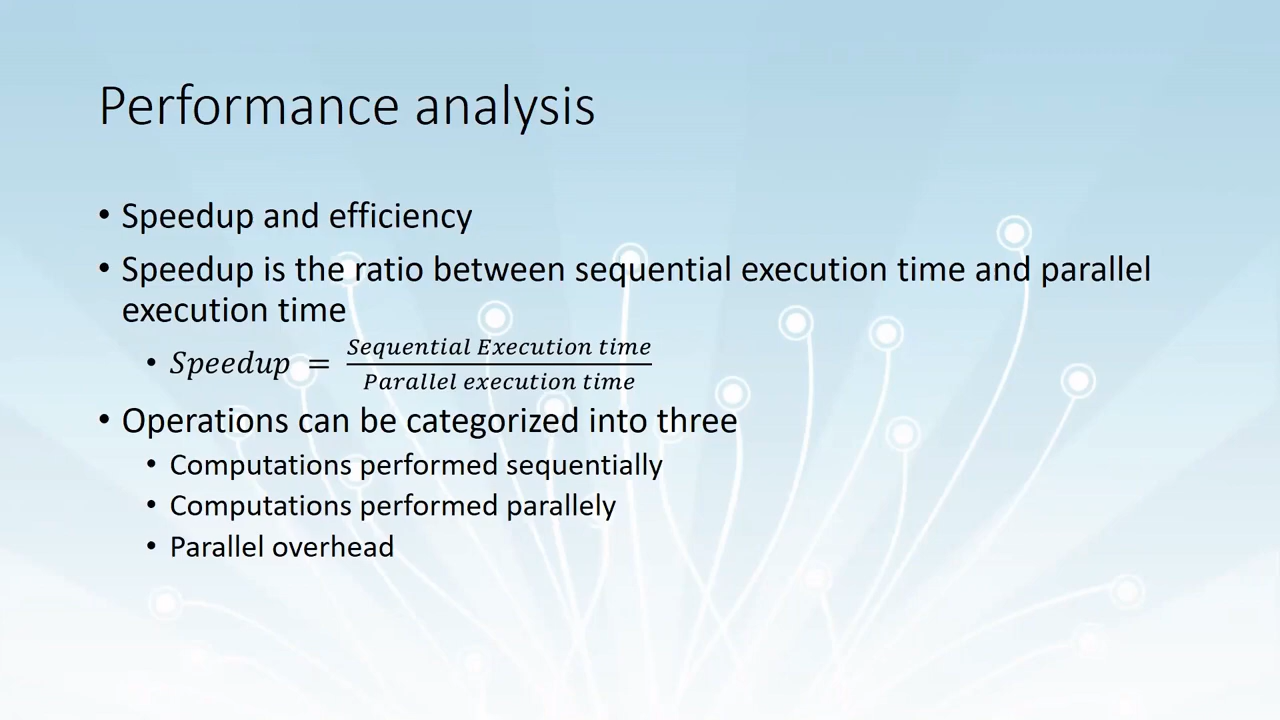 Performance analysis
• Speedup and efficiency
• Speedup is the ratio between sequential execution time and parallel
execution time
• Speedup = Sequential Execution time / Parallel execution time
• Operations can be categorized into three
• Computations performed sequentially
• Computations performed parallely
• Parallel overhead